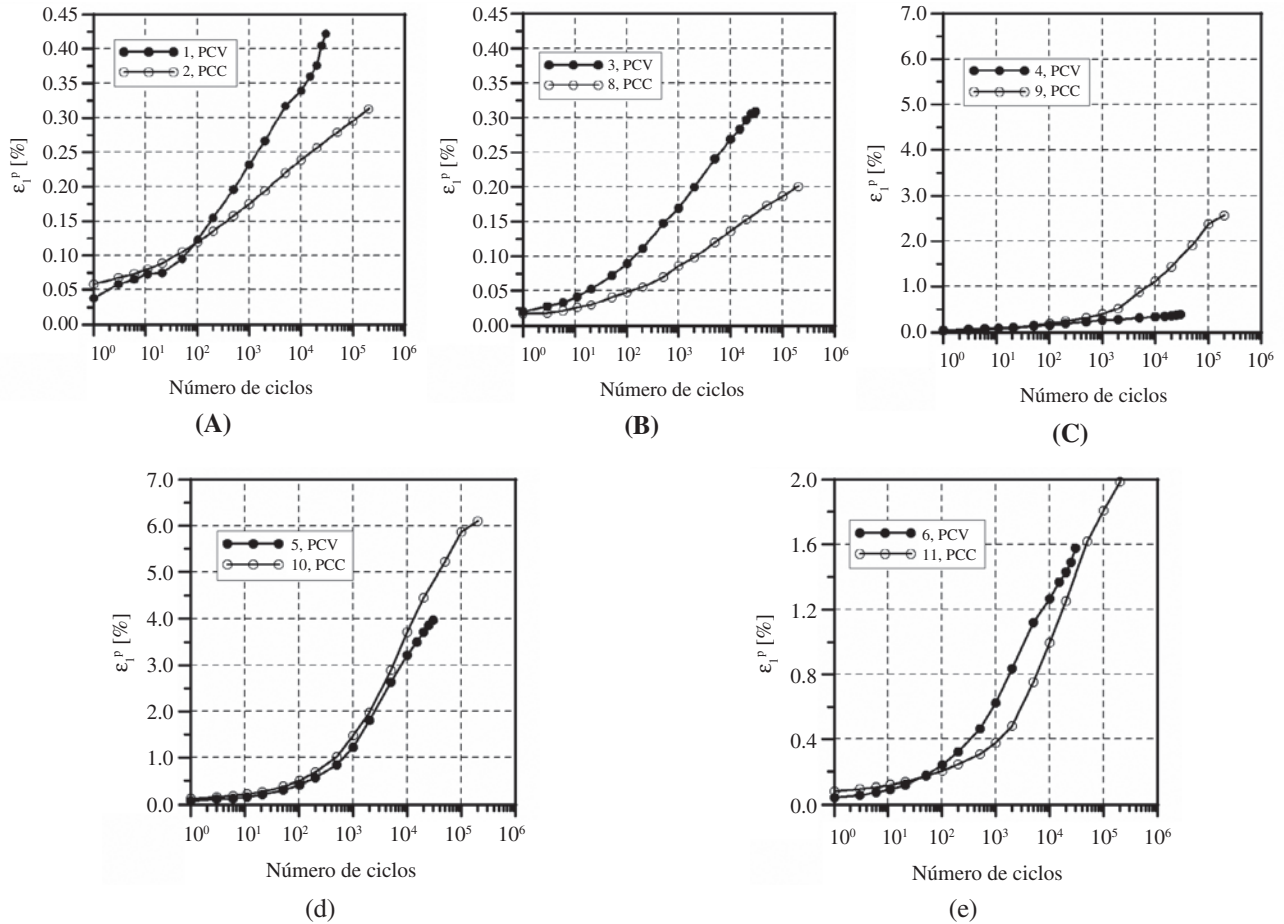 0.45
0.40
0.35
0.30
0.25
0.20
0.15
0.10
0.05
0.00
ε₁ᵖ [%]
1, PCV
2, PCC
10⁰ 10¹ 10² 10³ 10⁴ 10⁵ 10⁶
Número de ciclos
(A)
0.45
0.40
0.35
0.30
0.25
0.20
0.15
0.10
0.05
0.00
ε₁ᵖ [%]
3, PCV
8, PCC
10⁰ 10¹ 10² 10³ 10⁴ 10⁵ 10⁶
Número de ciclos
(B)
7.0
6.0
5.0
4.0
3.0
2.0
1.0
0.0
ε₁ᵖ [%]
4, PCV
9, PCC
10⁰ 10¹ 10² 10³ 10⁴ 10⁵ 10⁶
Número de ciclos
(C)
7.0
6.0
5.0
4.0
3.0
2.0
1.0
0.0
ε₁ᵖ [%]
5, PCV
10, PCC
10⁰ 10¹ 10² 10³ 10⁴ 10⁵ 10⁶
Número de ciclos
(d)
2.0
1.6
1.2
0.8
0.4
0.0
ε₁ᵖ [%]
6, PCV
11, PCC
10⁰ 10¹ 10² 10³ 10⁴ 10⁵ 10⁶
Número de ciclos
(e)